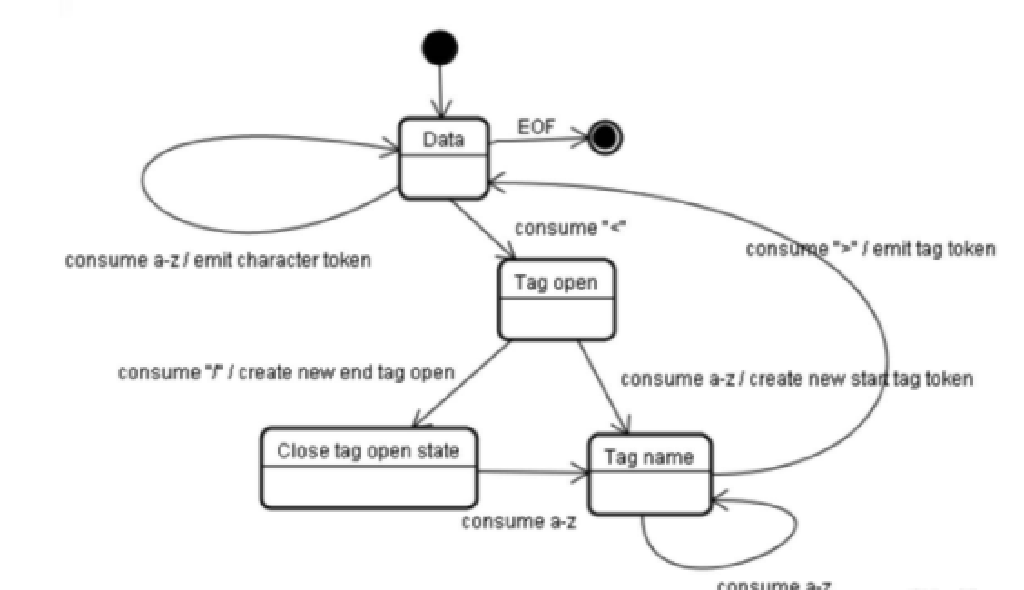 Data
EOF
consume "<"
consume ">" / emit tag token
consume a-z / emit character token
Tag open
consume "/" / create new end tag open
consume a-z / create new start tag token
Close tag open state
Tag name
consume a-z
consume a-z